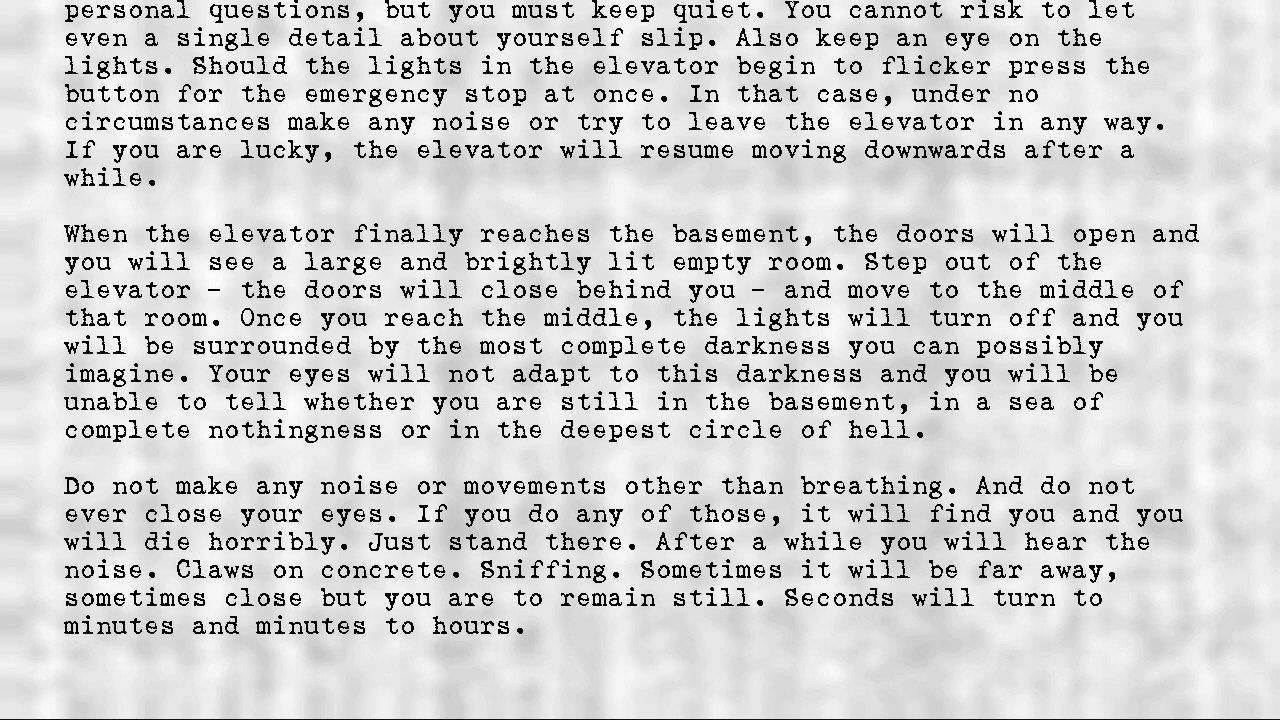 personal questions, but you must keep quiet. You cannot risk to let
even a single detail about yourself slip. Also keep an eye on the
lights. Should the lights in the elevator begin to flicker press the
button for the emergency stop at once. In that case, under no
circumstances make any noise or try to leave the elevator in any way.
If you are lucky, the elevator will resume moving downwards after a
while.
When the elevator finally reaches the basement, the doors will open and
you will see a large and brightly lit empty room. Step out of the
elevator - the doors will close behind you - and move to the middle of
that room. Once you reach the middle, the lights will turn off and you
will be surrounded by the most complete darkness you can possibly
imagine. Your eyes will not adapt to this darkness and you will be
unable to tell whether you are still in the basement, in a sea of
complete nothingness or in the deepest circle of hell.
Do not make any noise or movements other than breathing. And do not
ever close your eyes. If you do any of those, it will find you and you
will die horribly. Just stand there. After a while you will hear the
noise. Claws on concrete. Sniffing. Sometimes it will be far away,
sometimes close but you are to remain still. Seconds will turn to
minutes and minutes to hours.